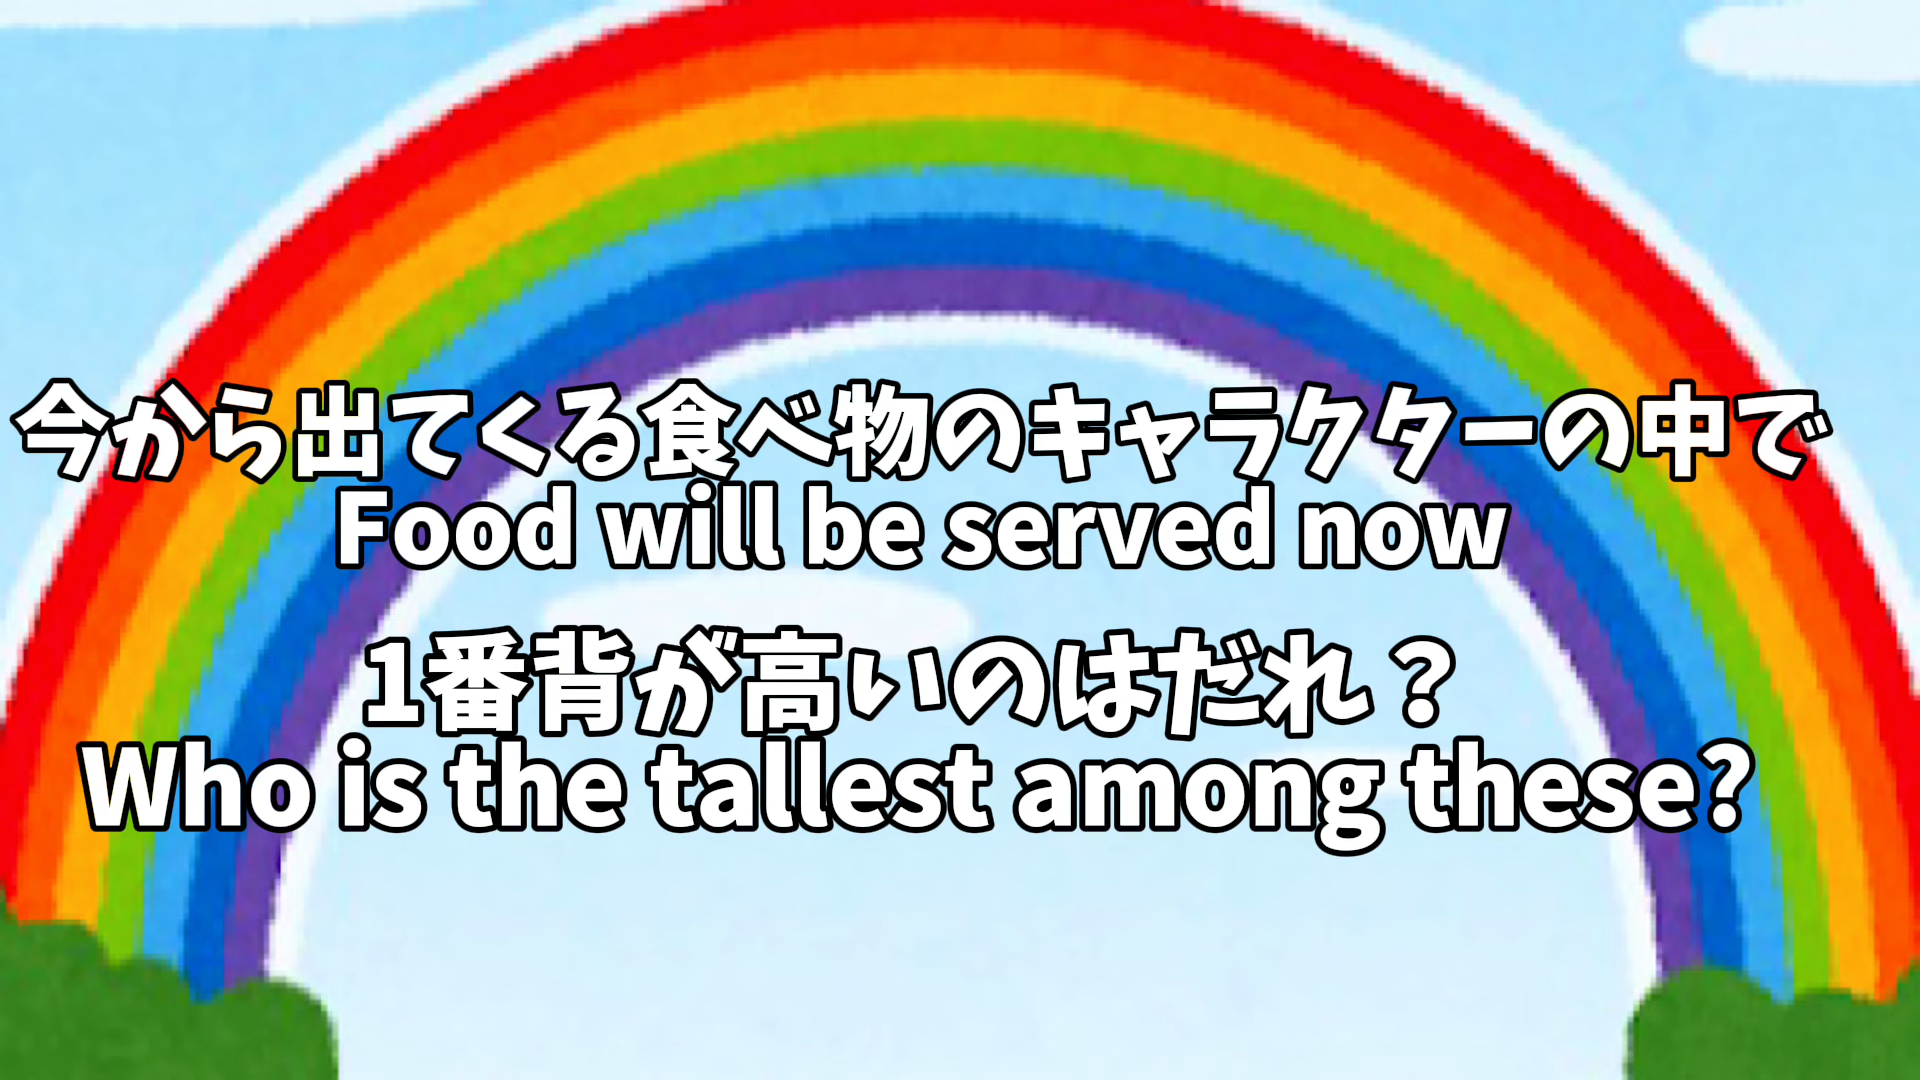 今から出てくる食べ物のキャラクターの中で
Food will be served now
1番背が高いのはだれ？
Who is the tallest among these?